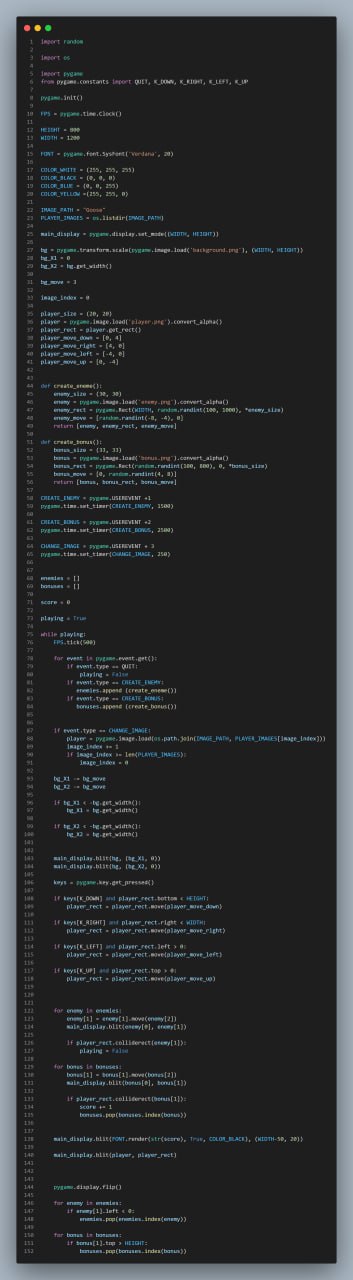 1 import random
2
3 import os
4
5 import pygame
6 from pygame.constants import QUIT, K_DOWN, K_RIGHT, K_LEFT, K_UP
7
8 pygame.init()
9
10 FPS = pygame.time.Clock()
11
12 HEIGHT = 800
13 WIDTH = 1200
14
15 FONT = pygame.font.SysFont('Verdana', 20)
16
17 COLOR_WHITE = (255, 255, 255)
18 COLOR_BLACK = (0, 0, 0)
19 COLOR_BLUE = (0, 0, 255)
20 COLOR_YELLOW =(255, 255, 0)
21
22 IMAGE_PATH = "Goose"
23 PLAYER_IMAGES = os.listdir(IMAGE_PATH)
24
25 main_display = pygame.display.set_mode((WIDTH, HEIGHT))
26
27 bg = pygame.transform.scale(pygame.image.load('background.png'), (WIDTH, HEIGHT))
28 bg_X1 = 0
29 bg_X2 = bg.get_width()
30
31 bg_move = 3
32
33 image_index = 0
34
35 player_size = (20, 20)
36 player = pygame.image.load('player.png').convert_alpha()
37 player_rect = player.get_rect()
38 player_move_down = [0, 4]
39 player_move_right = [4, 0]
40 player_move_left = [-4, 0]
41 player_move_up = [0, -4]
42
43
44 def create_eneme():
45 enemy_size = (30, 30)
46 enemy = pygame.image.load('enemy.png').convert_alpha()
47 enemy_rect = pygame.Rect(WIDTH, random.randint(100, 1000), *enemy_size)
48 enemy_move = [random.randint(-8, -4), 0]
49 return [enemy, enemy_rect, enemy_move]
50
51 def create_bonus():
52 bonus_size = (33, 33)
53 bonus = pygame.image.load('bonus.png').convert_alpha()
54 bonus_rect = pygame.Rect(random.randint(100, 800), 0, *bonus_size)
55 bonus_move = [0, random.randint(4, 8)]
56 return [bonus, bonus_rect, bonus_move]
57
58 CREATE_ENEMY = pygame.USEREVENT +1
59 pygame.time.set_timer(CREATE_ENEMY, 1500)
60
61 CREATE_BONUS = pygame.USEREVENT +2
62 pygame.time.set_timer(CREATE_BONUS, 2500)
63
64 CHANGE_IMAGE = pygame.USEREVENT + 3
65 pygame.time.set_timer(CHANGE_IMAGE, 250)
66
67
68 enemies = []
69 bonuses = []
70
71 score = 0
72
73 playing = True
74
75 while playing:
76 FPS.tick(500)
77
78 for event in pygame.event.get():
79 if event.type == QUIT:
80 playing = False
81 if event.type == CREATE_ENEMY:
82 enemies.append (create_eneme())
83 if event.type == CREATE_BONUS:
84 bonuses.append (create_bonus())
85
86
87 if event.type == CHANGE_IMAGE:
88 player = pygame.image.load(os.path.join(IMAGE_PATH, PLAYER_IMAGES[image_index]))
89 image_index += 1
90 if image_index >= len(PLAYER_IMAGES):
91 image_index = 0
92
93 bg_X1 -= bg_move
94 bg_X2 -= bg_move
95
96 if bg_X1 < -bg.get_width():
97 bg_X1 = bg.get_width()
98
99 if bg_X2 < -bg.get_width():
100 bg_X2 = bg.get_width()
101
102
103 main_display.blit(bg, (bg_X1, 0))
104 main_display.blit(bg, (bg_X2, 0))
105
106 keys = pygame.key.get_pressed()
107
108 if keys[K_DOWN] and player_rect.bottom < HEIGHT:
109 player_rect = player_rect.move(player_move_down)
110
111 if keys[K_RIGHT] and player_rect.right < WIDTH:
112 player_rect = player_rect.move(player_move_right)
113
114 if keys[K_LEFT] and player_rect.left > 0:
115 player_rect = player_rect.move(player_move_left)
116
117 if keys[K_UP] and player_rect.top > 0:
118 player_rect = player_rect.move(player_move_up)
119
120
121
122 for enemy in enemies:
123 enemy[1] = enemy[1].move(enemy[2])
124 main_display.blit(enemy[0], enemy[1])
125
126 if player_rect.colliderect(enemy[1]):
127 playing = False
128
129 for bonus in bonuses:
130 bonus[1] = bonus[1].move(bonus[2])
131 main_display.blit(bonus[0], bonus[1])
132
133 if player_rect.colliderect(bonus[1]):
134 score += 1
135 bonuses.pop(bonuses.index(bonus))
136
137
138 main_display.blit(FONT.render(str(score), True, COLOR_BLACK), (WIDTH-50, 20))
139
140 main_display.blit(player, player_rect)
141
142
143
144 pygame.display.flip()
145
146 for enemy in enemies:
147 if enemy[1].left < 0:
148 enemies.pop(enemies.index(enemy))
149
150 for bonus in bonuses:
151 if bonus[1].top > HEIGHT:
152 bonuses.pop(bonuses.index(bonus))